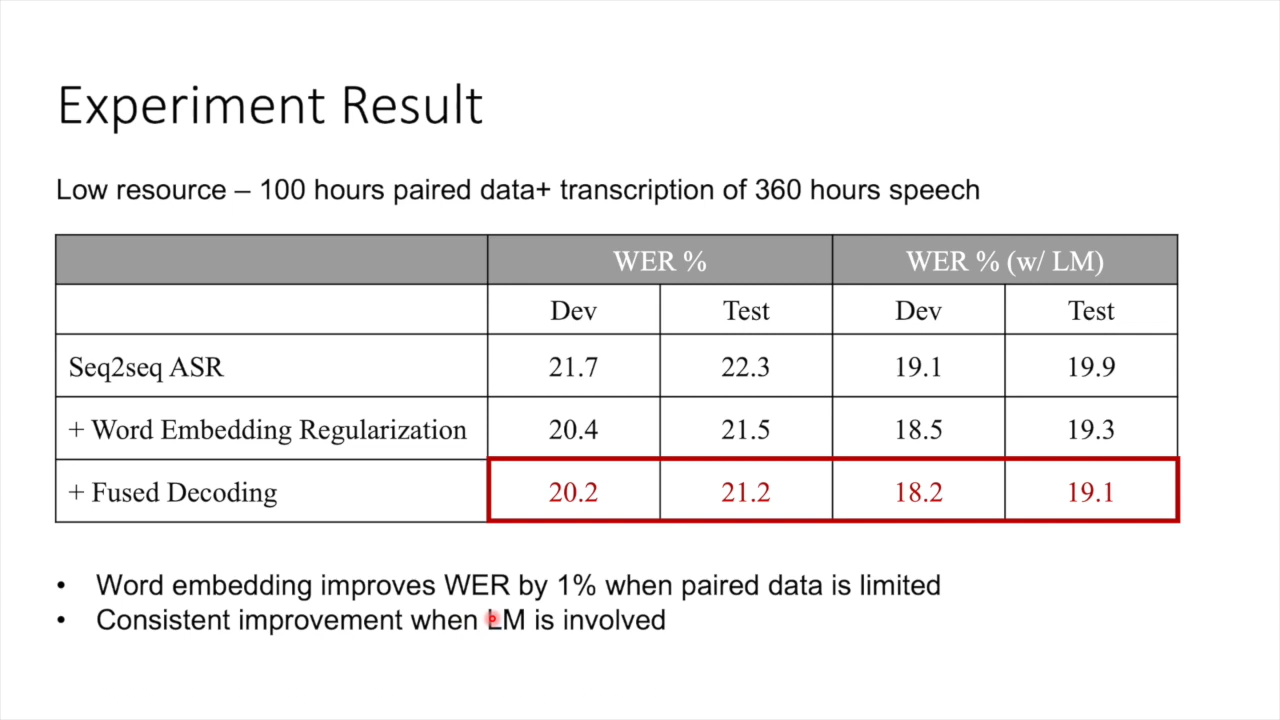 Experiment Result
Low resource – 100 hours paired data+ transcription of 360 hours speech
WER % WER % (w/ LM)
Dev Test Dev Test
Seq2seq ASR 21.7 22.3 19.1 19.9
+ Word Embedding Regularization 20.4 21.5 18.5 19.3
+ Fused Decoding 20.2 21.2 18.2 19.1
• Word embedding improves WER by 1% when paired data is limited
• Consistent improvement when LM is involved